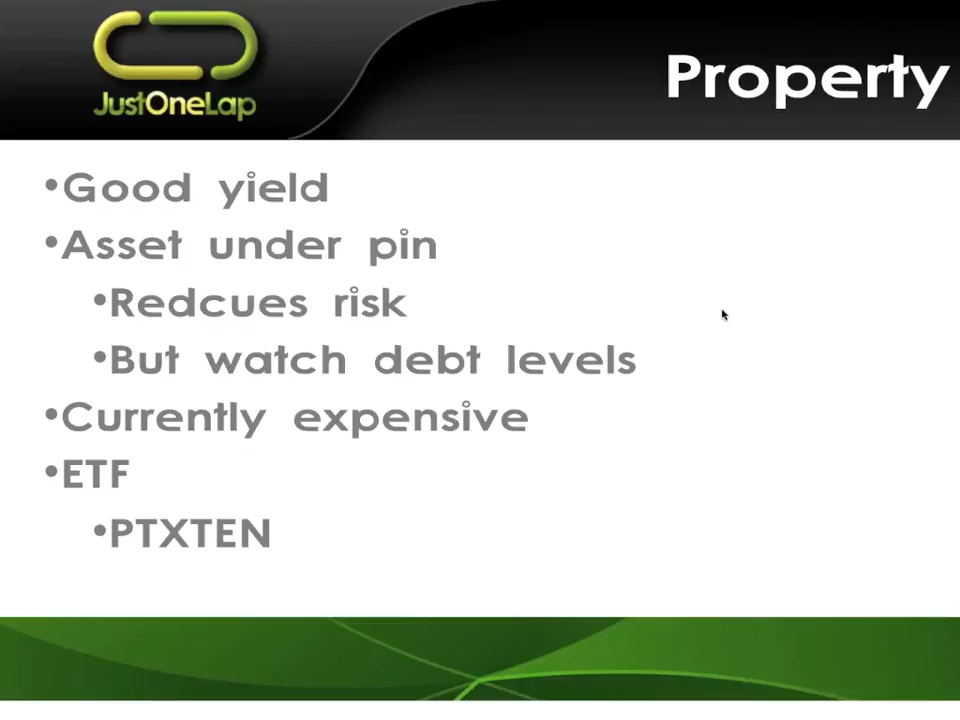 JustOneLap
Property
•Good yield
•Asset under pin
•Redcues risk
•But watch debt levels
•Currently expensive
•ETF
•PTXTEN